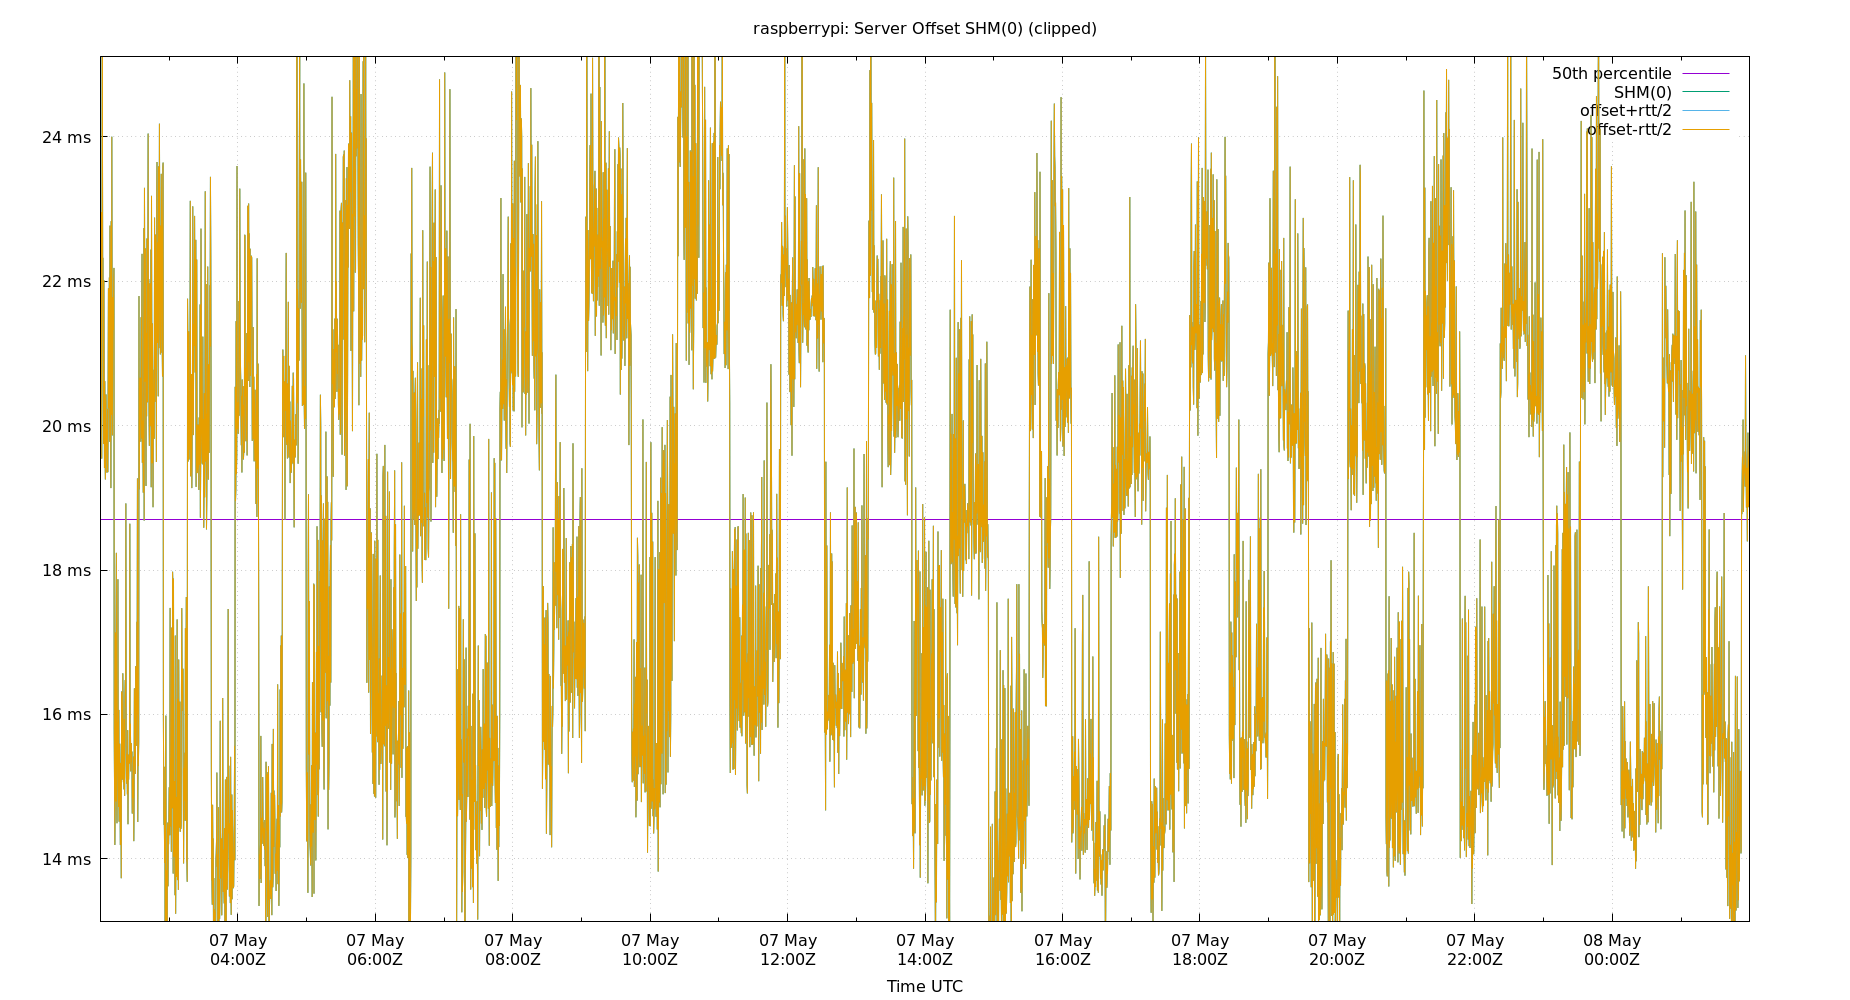 raspberrypi: Server Offset SHM(0) (clipped)
50th percentile
SHM(0)
offset+rtt/2
offset-rtt/2
24 ms
22 ms
20 ms
18 ms
16 ms
14 ms
07 May 07 May 07 May 07 May 07 May 07 May 07 May 07 May 07 May 07 May 08 May
04:00Z 06:00Z 08:00Z 10:00Z 12:00Z 14:00Z 16:00Z 18:00Z 20:00Z 22:00Z 00:00Z
Time UTC